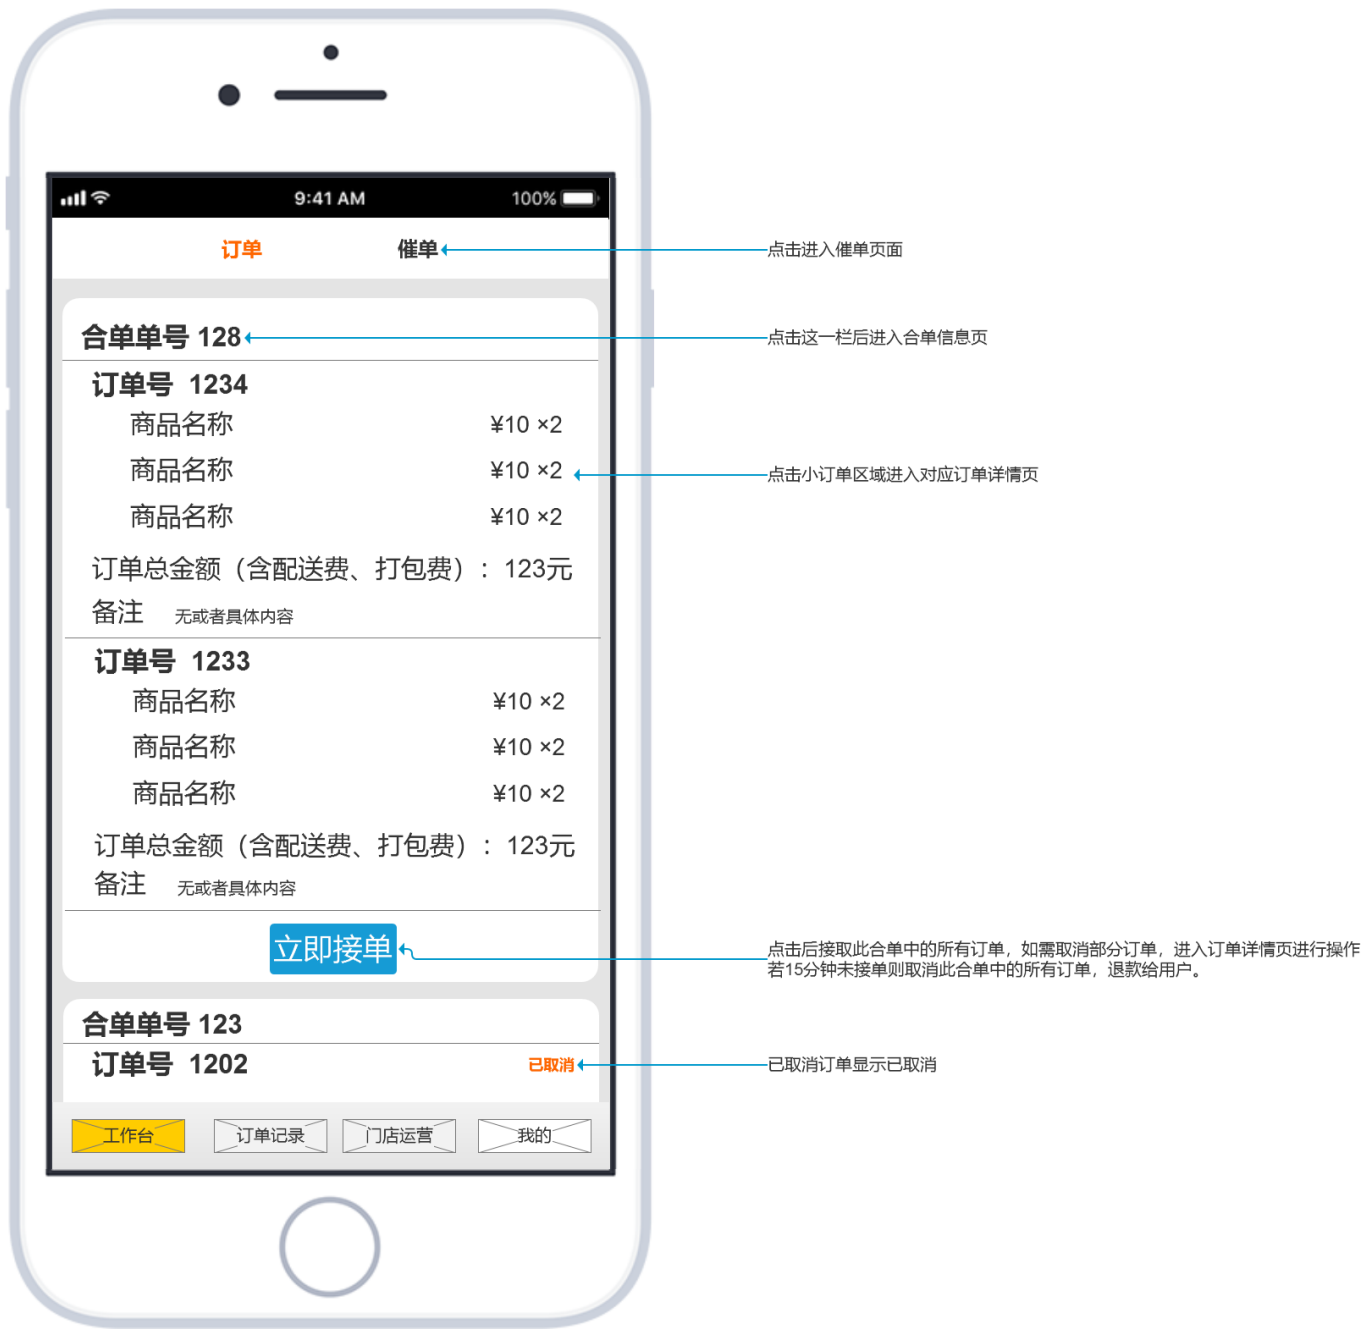 9:41 AM 100%
订单 催单
点击进入催单页面
合单单号 128
点击这一栏后进入合单信息页
订单号 1234
商品名称 ¥10 ×2
商品名称 ¥10 ×2
点击小订单区域进入对应订单详情页
商品名称 ¥10 ×2
订单总金额（含配送费、打包费）：123元
备注 无或者具体内容
订单号 1233
商品名称 ¥10 ×2
商品名称 ¥10 ×2
商品名称 ¥10 ×2
订单总金额（含配送费、打包费）：123元
备注 无或者具体内容
立即接单
点击后接取此合单中的所有订单，如需取消部分订单，进入订单详情页进行操作
若15分钟未接单则取消此合单中的所有订单，退款给用户。
合单单号 123
订单号 1202 已取消
已取消订单显示已取消
工作台 订单记录 门店运营 我的